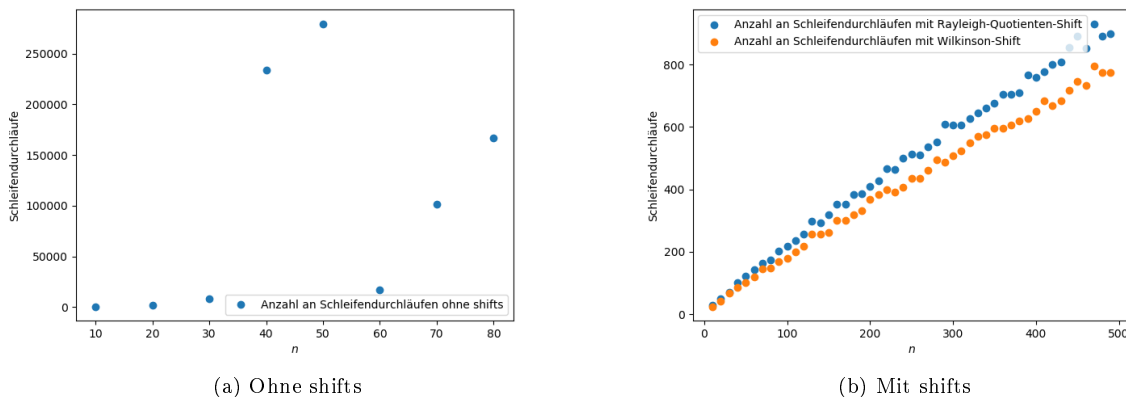 250000
200000
150000
100000
50000
0
Schleifendurchläufe
Anzahl an Schleifendurchläufen ohne shifts
10 20 30 40 50 60 70 80
n
(a) Ohne shifts
Anzahl an Schleifendurchläufen mit Rayleigh-Quotienten-Shift
Anzahl an Schleifendurchläufen mit Wilkinson-Shift
800
600
400
200
0
Schleifendurchläufe
0 100 200 300 400 500
n
(b) Mit shifts